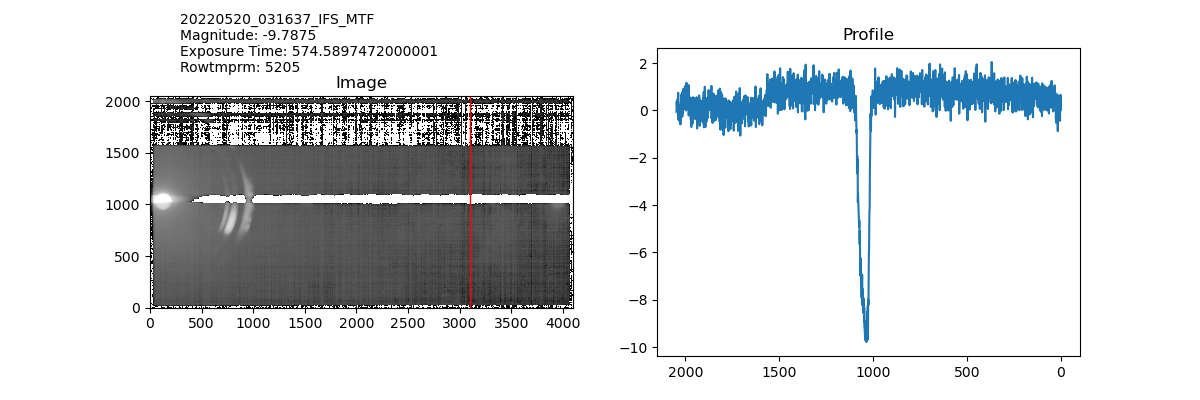 20220520_031637_IFS_MTF
Magnitude: -9.7875
Exposure Time: 574.5897472000001
Rowtmprm: 5205
Image
2000
1500
1000
500
0
0 500 1000 1500 2000 2500 3000 3500 4000
Profile
2
0
−2
−4
−6
−8
−10
2000 1500 1000 500 0